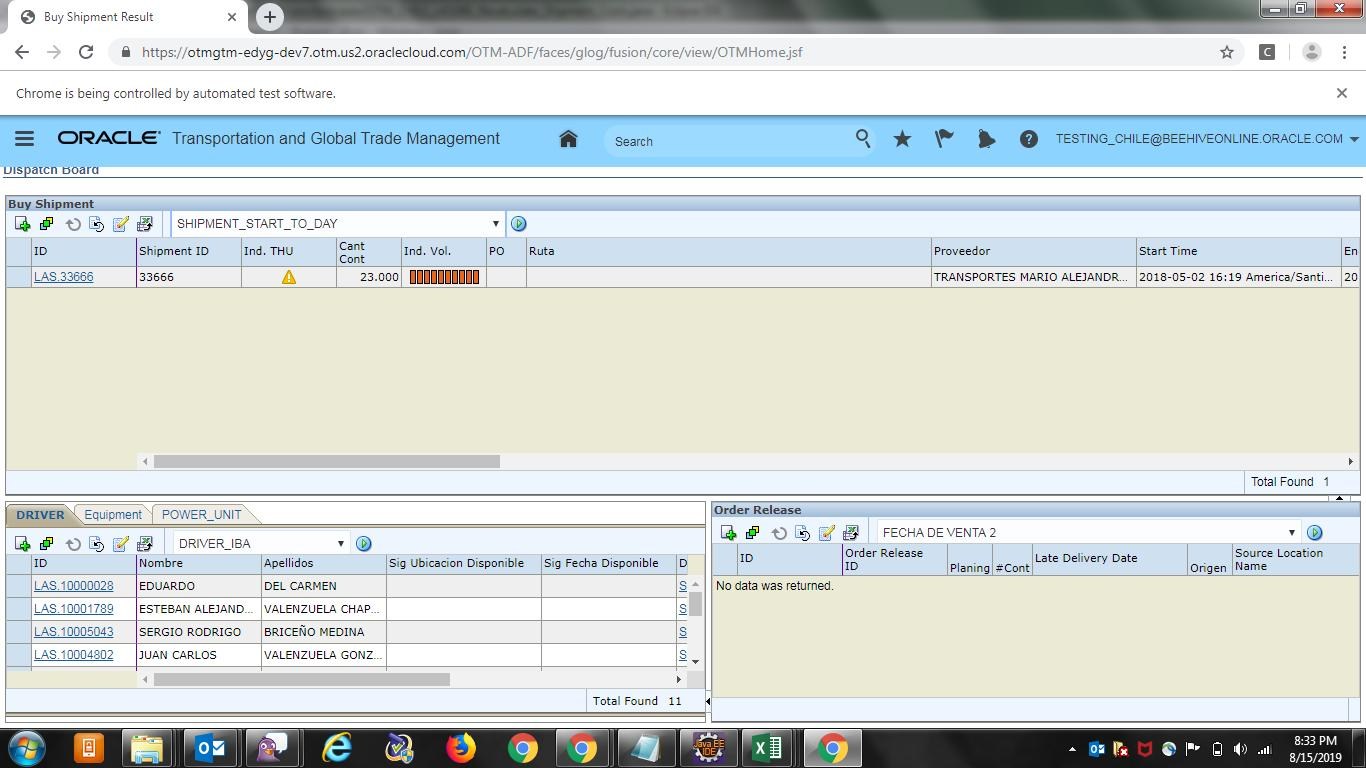 Buy Shipment Result
https://otmgtm-edyg-dev7.otm.us2.oraclecloud.com/OTM-ADF/faces/glog/fusion/core/view/OTMHome.jsf
C
Chrome is being controlled by automated test software.
ORACLE Transportation and Global Trade Management Search TESTING_CHILE@BEEHIVEONLINE.ORACLE.COM
Dispatch Board
Buy Shipment
SHIPMENT_START_TO_DAY
ID Shipment ID Ind. THU Cant Cont Ind. Vol. PO Ruta Proveedor Start Time En
LAS.33666 33666 23.000 TRANSPORTES MARIO ALEJANDR... 2018-05-02 16:19 America/Santi... 20
Total Found 1
DRIVER Equipment POWER_UNIT
DRIVER_IBA
ID Nombre Apellidos Sig Ubicacion Disponible Sig Fecha Disponible D
LAS.10000028 EDUARDO DEL CARMEN S
LAS.10001789 ESTEBAN ALEJAND... VALENZUELA CHAP... S
LAS.10005043 SERGIO RODRIGO BRICEÑO MEDINA S
LAS.10004802 JUAN CARLOS VALENZUELA GONZ... S
Total Found 11
Order Release
FECHA DE VENTA 2
ID Order Release ID Planing #Cont Late Delivery Date Origen Source Location Name
No data was returned.
Java EE
IDE
8:33 PM
8/15/2019